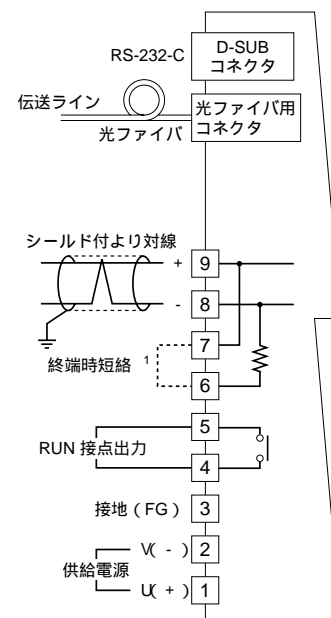 RS-232-C
D-SUB
コネクタ
伝送ライン
光ファイバ
光ファイバ用
コネクタ
シールド付より対線
+ 9
- 8
7
終端時短絡 1
6
5
RUN 接点出力
4
接地（FG） 3
V( - ) 2
供給電源
U( + ) 1